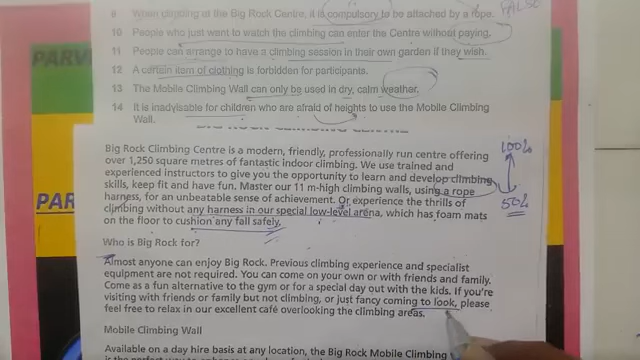 FALSE
9 When climbing at the Big Rock Centre, it is compulsory to be attached by a rope.
10 People who just want to watch the climbing can enter the Centre without paying.
11 People can arrange to have a climbing session in their own garden if they wish.
12 A certain item of clothing is forbidden for participants.
13 The Mobile Climbing Wall can only be used in dry, calm weather.
14 It is inadvisable for children who are afraid of heights to use the Mobile Climbing
Wall.
PARVE
PAR
BIG ROCK CLIMBING CENTRE
Big Rock Climbing Centre is a modern, friendly, professionally run centre offering
over 1,250 square metres of fantastic indoor climbing. We use trained and
experienced instructors to give you the opportunity to learn and develop climbing
skills, keep fit and have fun. Master our 11 m-high climbing walls, using a rope
harness, for an unbeatable sense of achievement. Or experience the thrills of
climbing without any harness in our special low-level arena, which has foam mats
on the floor to cushion any fall safely.
100%
50%
Who is Big Rock for?
Almost anyone can enjoy Big Rock. Previous climbing experience and specialist
equipment are not required. You can come on your own or with friends and family.
Come as a fun alternative to the gym or for a special day out with the kids. If you're
visiting with friends or family but not climbing, or just fancy coming to look, please
feel free to relax in our excellent café overlooking the climbing areas.
Mobile Climbing Wall
Available on a day hire basis at any location, the Big Rock Mobile Climbing